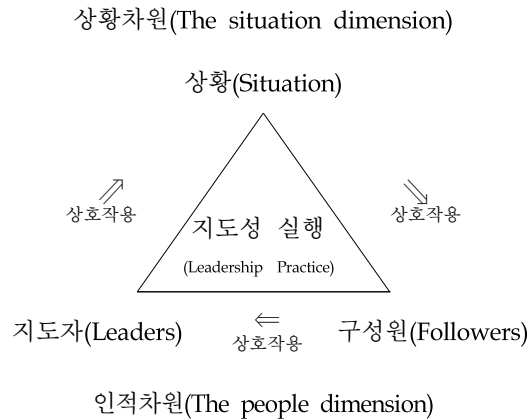 상황차원(The situation dimension)
상황(Situation)
⇗ ⇘
상호작용 상호작용
지도성 실행
(Leadership Practice)
지도자(Leaders) ⇐ 구성원(Followers)
상호작용
인적차원(The people dimension)